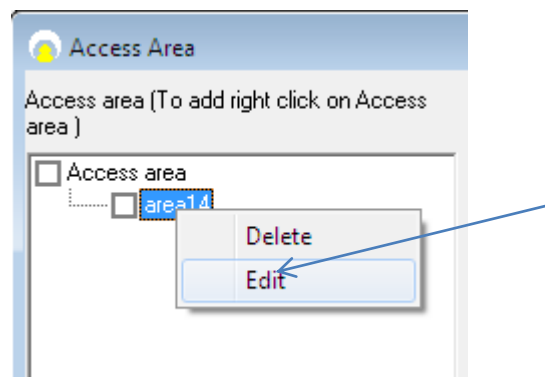 Access Area
Access area (To add right click on Access
area )
Access area
area14
Delete
Edit